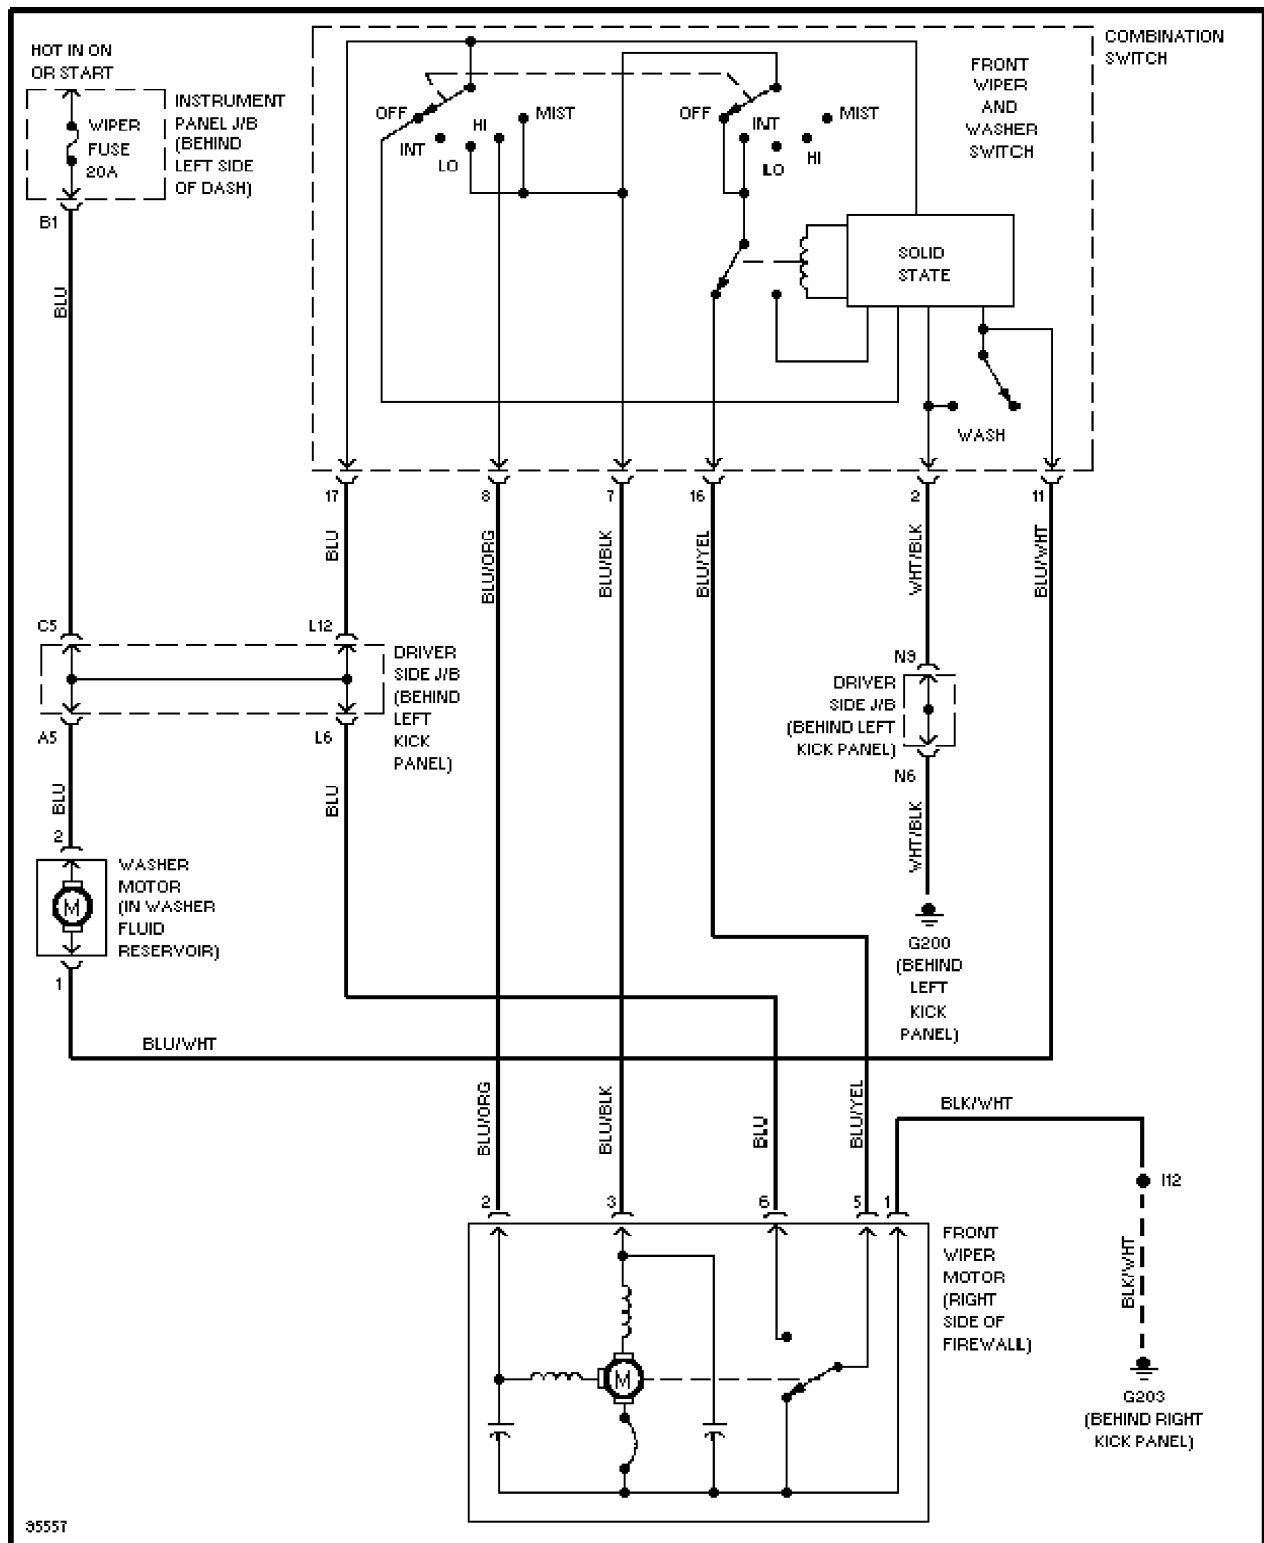 HOT IN ON
OR START
WIPER
FUSE
20A
INSTRUMENT
PANEL J/B
(BEHIND
LEFT SIDE
OF DASH)
B1
BLU
COMBINATION
SWITCH
FRONT
WIPER
AND
WASHER
SWITCH
OFF
INT
LO
HI
MIST
OFF
INT
LO
HI
MIST
SOLID
STATE
WASH
17
8
7
16
2
11
BLU
BLU/ORG
BLU/BLK
BLU/YEL
WHT/BLK
BLU/WHT
C5
L12
DRIVER
SIDE J/B
(BEHIND
LEFT
KICK
PANEL)
A5
L6
N9
DRIVER
SIDE J/B
(BEHIND LEFT
KICK PANEL)
N6
BLU
BLU
WHT/BLK
2
WASHER
MOTOR
(IN WASHER
FLUID
RESERVOIR)
M
1
G200
(BEHIND
LEFT
KICK
PANEL)
BLU/WHT
BLU/ORG
BLU/BLK
BLU
BLU/YEL
BLK/WHT
I12
BLK/WHT
2
3
6
5
1
FRONT
WIPER
MOTOR
(RIGHT
SIDE OF
FIREWALL)
M
G203
(BEHIND RIGHT
KICK PANEL)
95557